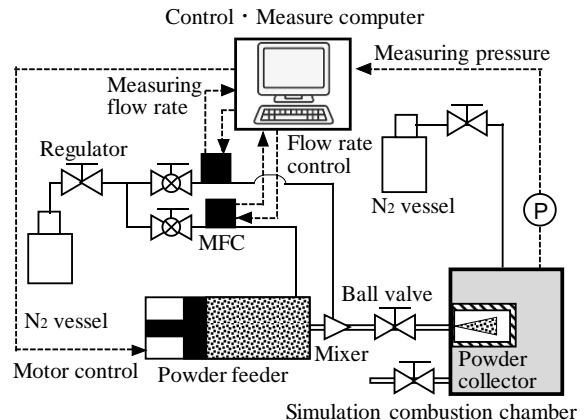 Control・Measure computer
Measuring pressure
Measuring
flow rate
Flow rate
control
Regulator
N2 vessel
MFC
P
N2 vessel
Ball valve
Mixer
Motor control
Powder feeder
Powder
collector
Simulation combustion chamber